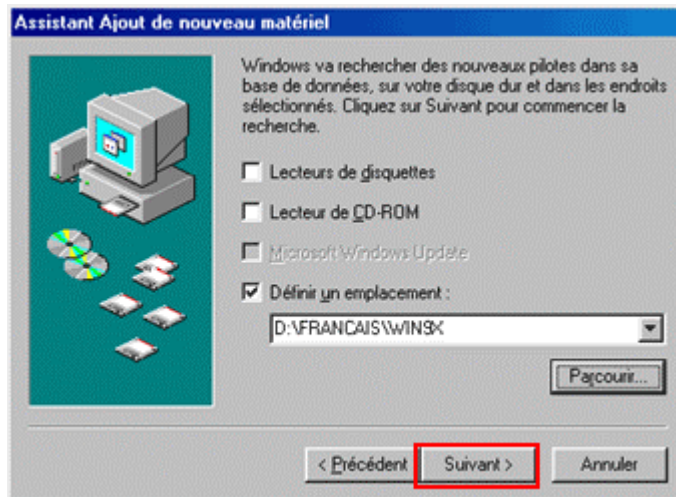 Assistant Ajout de nouveau matériel
Windows va rechercher des nouveaux pilotes dans sa
base de données, sur votre disque dur et dans les endroits
sélectionnés. Cliquez sur Suivant pour commencer la
recherche.
Lecteurs de disquettes
Lecteur de CD-ROM
Microsoft Windows Update
Définir un emplacement :
D:\FRANCAIS\WIN9X
Parcourir...
< Précédent
Suivant >
Annuler